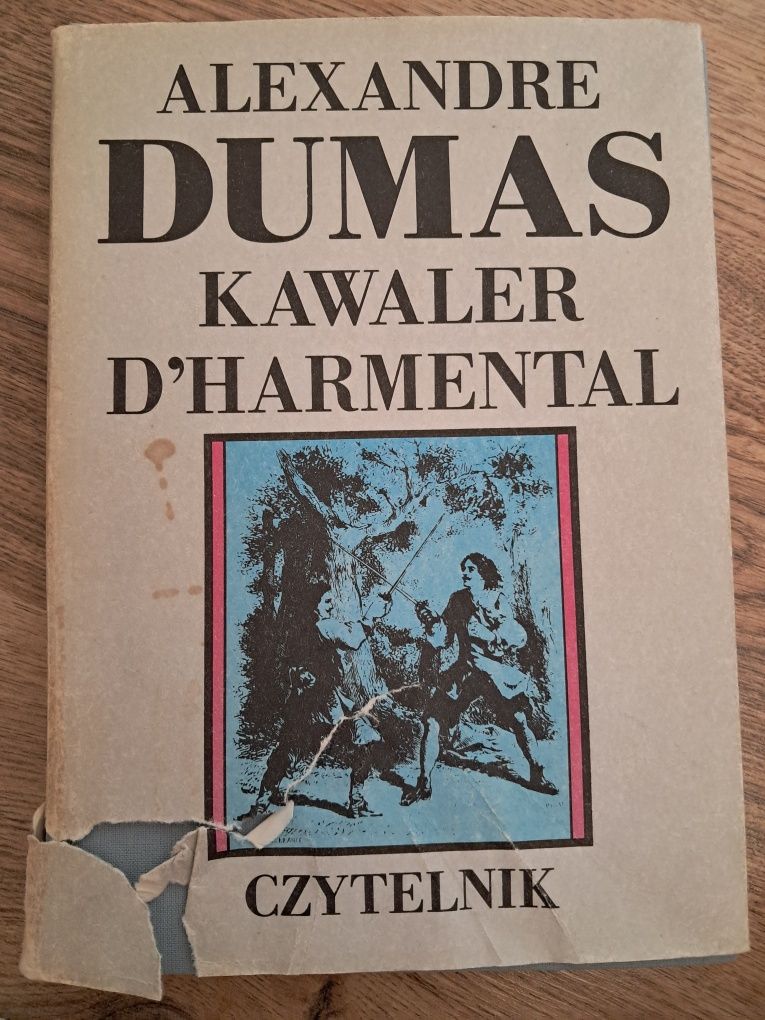 ALEXANDRE
DUMAS
KAWALER
D'HARMENTAL
CZYTELNIK